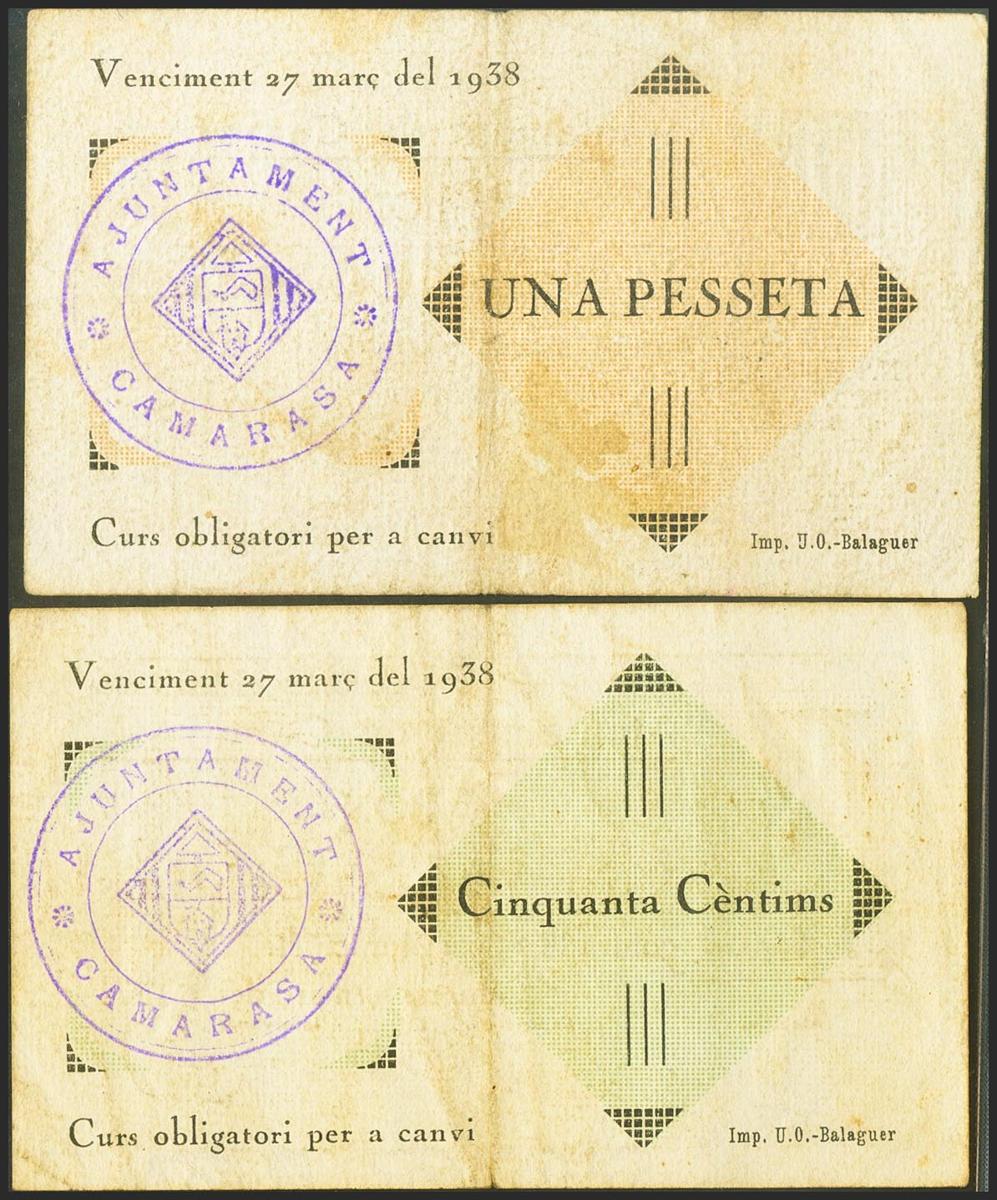 Venciment 27 març del 1938
AJUNTAMENT
CAMARASA
UNA PESSETA
Curs obligatori per a canvi
Imp. U.O.-Balaguer
Venciment 27 març del 1938
AJUNTAMENT
CAMARASA
Cinquanta Cèntims
Curs obligatori per a canvi
Imp. U.O.-Balaguer